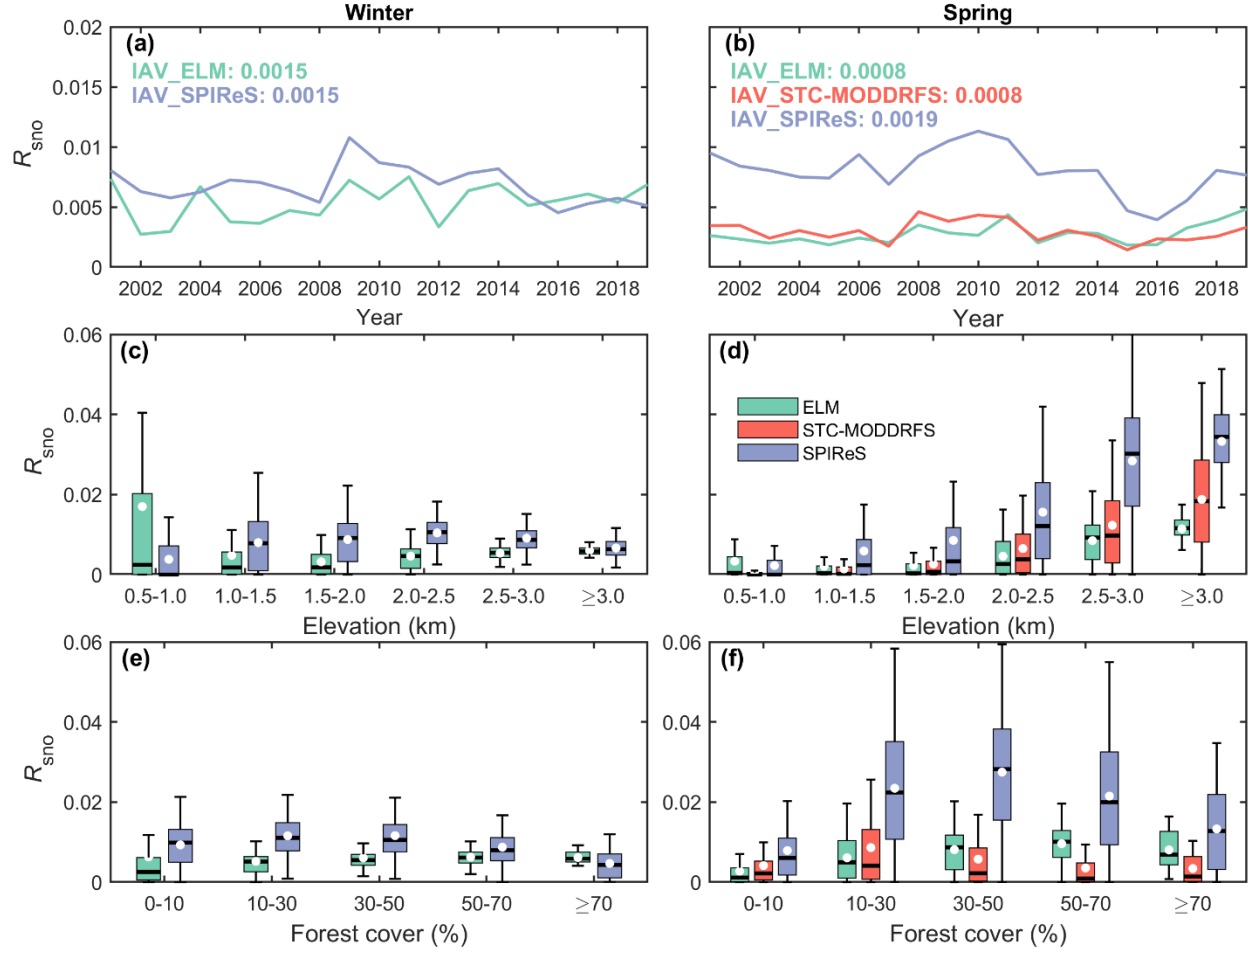 Winter
Spring
(a)
IAV_ELM: 0.0015
IAV_SPIReS: 0.0015
0.02
0.015
0.01
0.005
0
Rsno
2002 2004 2006 2008 2010 2012 2014 2016 2018
Year
(b)
IAV_ELM: 0.0008
IAV_STC-MODDRFS: 0.0008
IAV_SPIReS: 0.0019
2002 2004 2006 2008 2010 2012 2014 2016 2018
Year
(c)
0.06
0.04
0.02
0
Rsno
0.5-1.0 1.0-1.5 1.5-2.0 2.0-2.5 2.5-3.0 ≥3.0
Elevation (km)
(d)
ELM
STC-MODDRFS
SPIReS
0.5-1.0 1.0-1.5 1.5-2.0 2.0-2.5 2.5-3.0 ≥3.0
Elevation (km)
(e)
0.06
0.04
0.02
0
Rsno
0-10 10-30 30-50 50-70 ≥70
Forest cover (%)
(f)
0.06
0.04
0.02
0
0-10 10-30 30-50 50-70 ≥70
Forest cover (%)